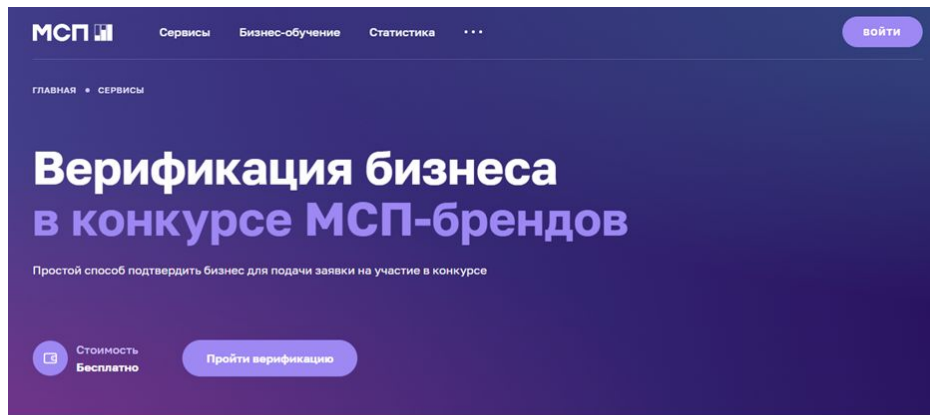 МСП
Сервисы Бизнес-обучение Статистика ...
ВОЙТИ
ГЛАВНАЯ • СЕРВИСЫ
Верификация бизнеса
в конкурсе МСП-брендов
Простой способ подтвердить бизнес для подачи заявки на участие в конкурсе
Стоимость
Бесплатно
Пройти верификацию